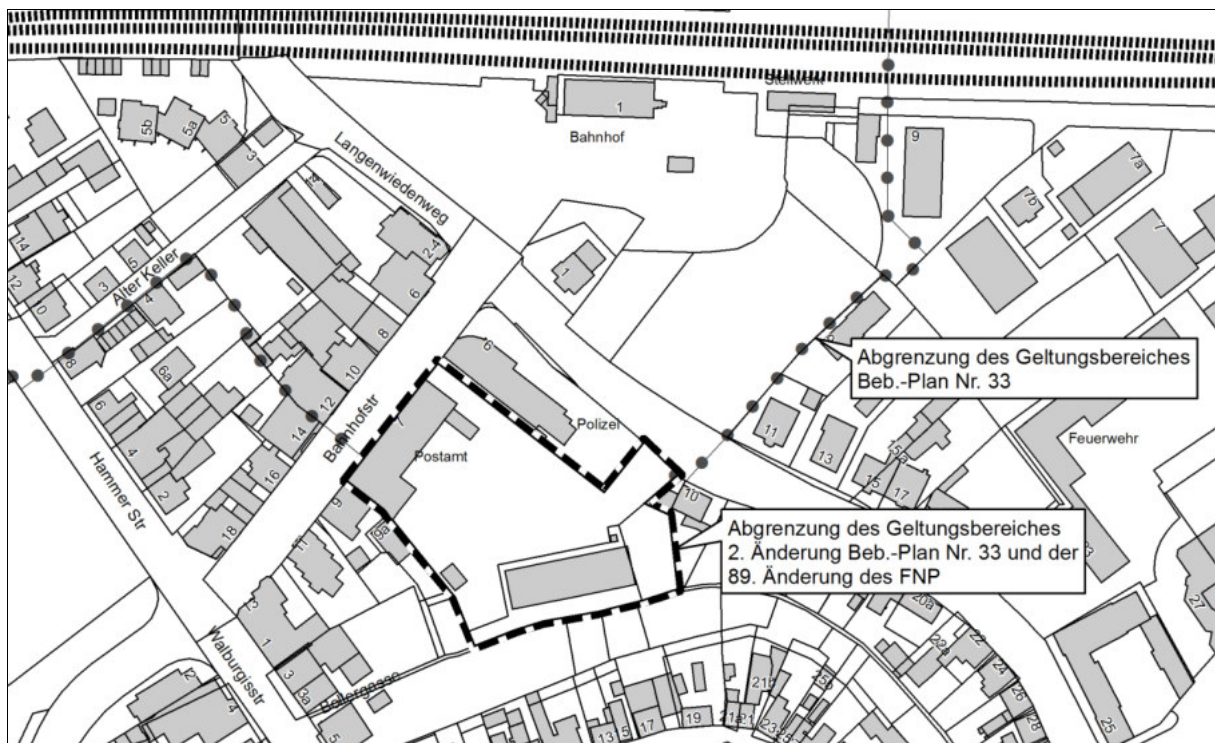 Stellwerk
1
Bahnhof
5b
5a
5
3
9
7a
7b
7
Langenwiedenweg
14
12
10
Alter Keller
5
3
4
8
2-4
6
8
10
12
14
1
6a
6
4
2
16
18
Hammer Str
Bahnhofstr
6
Polizei
7
Postamt
9
9a
11
Abgrenzung des Geltungsbereiches
Beb.-Plan Nr. 33
11
13
15
15a
17
Feuerwehr
10
Abgrenzung des Geltungsbereiches
2. Änderung Beb.-Plan Nr. 33 und der
89. Änderung des FNP
20a
22
22a
24
26
28
25
27
13
1
3
3a
Walburgisstr
2
4
5
13
15
17
19
21a
21
21b
23
25b